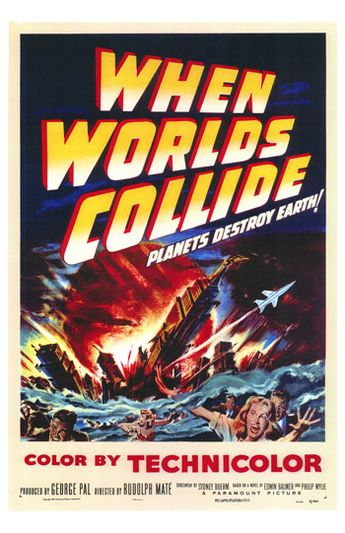 WHEN
WORLDS
COLLIDE
PLANETS DESTROY EARTH!
COLOR BY TECHNICOLOR
PRODUCED BY GEORGE PAL DIRECTED BY RUDOLPH MATÉ SCREENPLAY BY SYDNEY BOEHM BASED ON A NOVEL BY EDWIN BALMER AND PHILIP WYLIE
A PARAMOUNT PICTURE